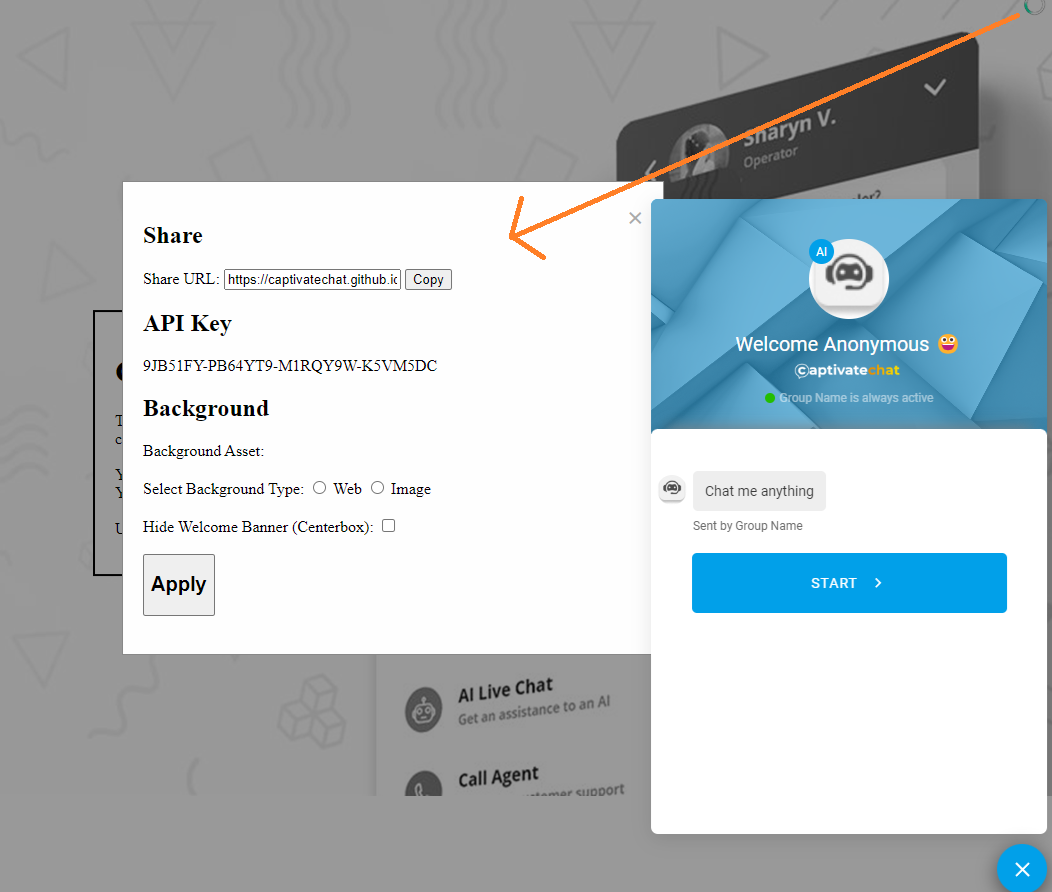 Sharyn V.
Operator
Share
Share URL: https://captivatechat.github.io Copy
API Key
9JB51FY-PB64YT9-M1RQY9W-K5VM5DC
Background
Background Asset:
Select Background Type: Web Image
Hide Welcome Banner (Centerbox):
Apply
AI
Welcome Anonymous
captivatechat
Group Name is always active
Chat me anything
Sent by Group Name
START
AI Live Chat
Get an assistance to an AI
Call Agent
support